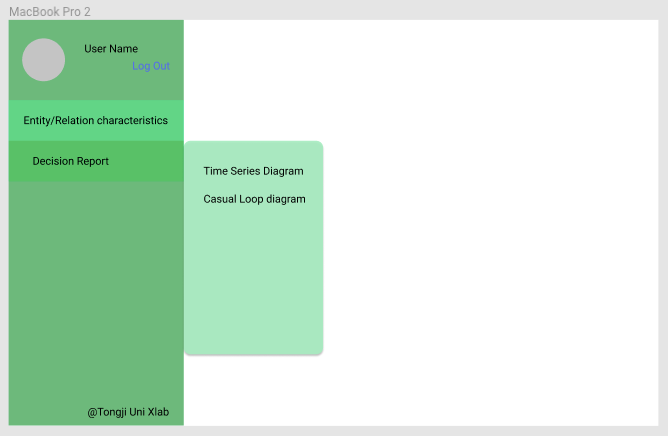 MacBook Pro 2
User Name
Log Out
Entity/Relation characteristics
Decision Report
Time Series Diagram
Casual Loop diagram
@Tongji Uni Xlab